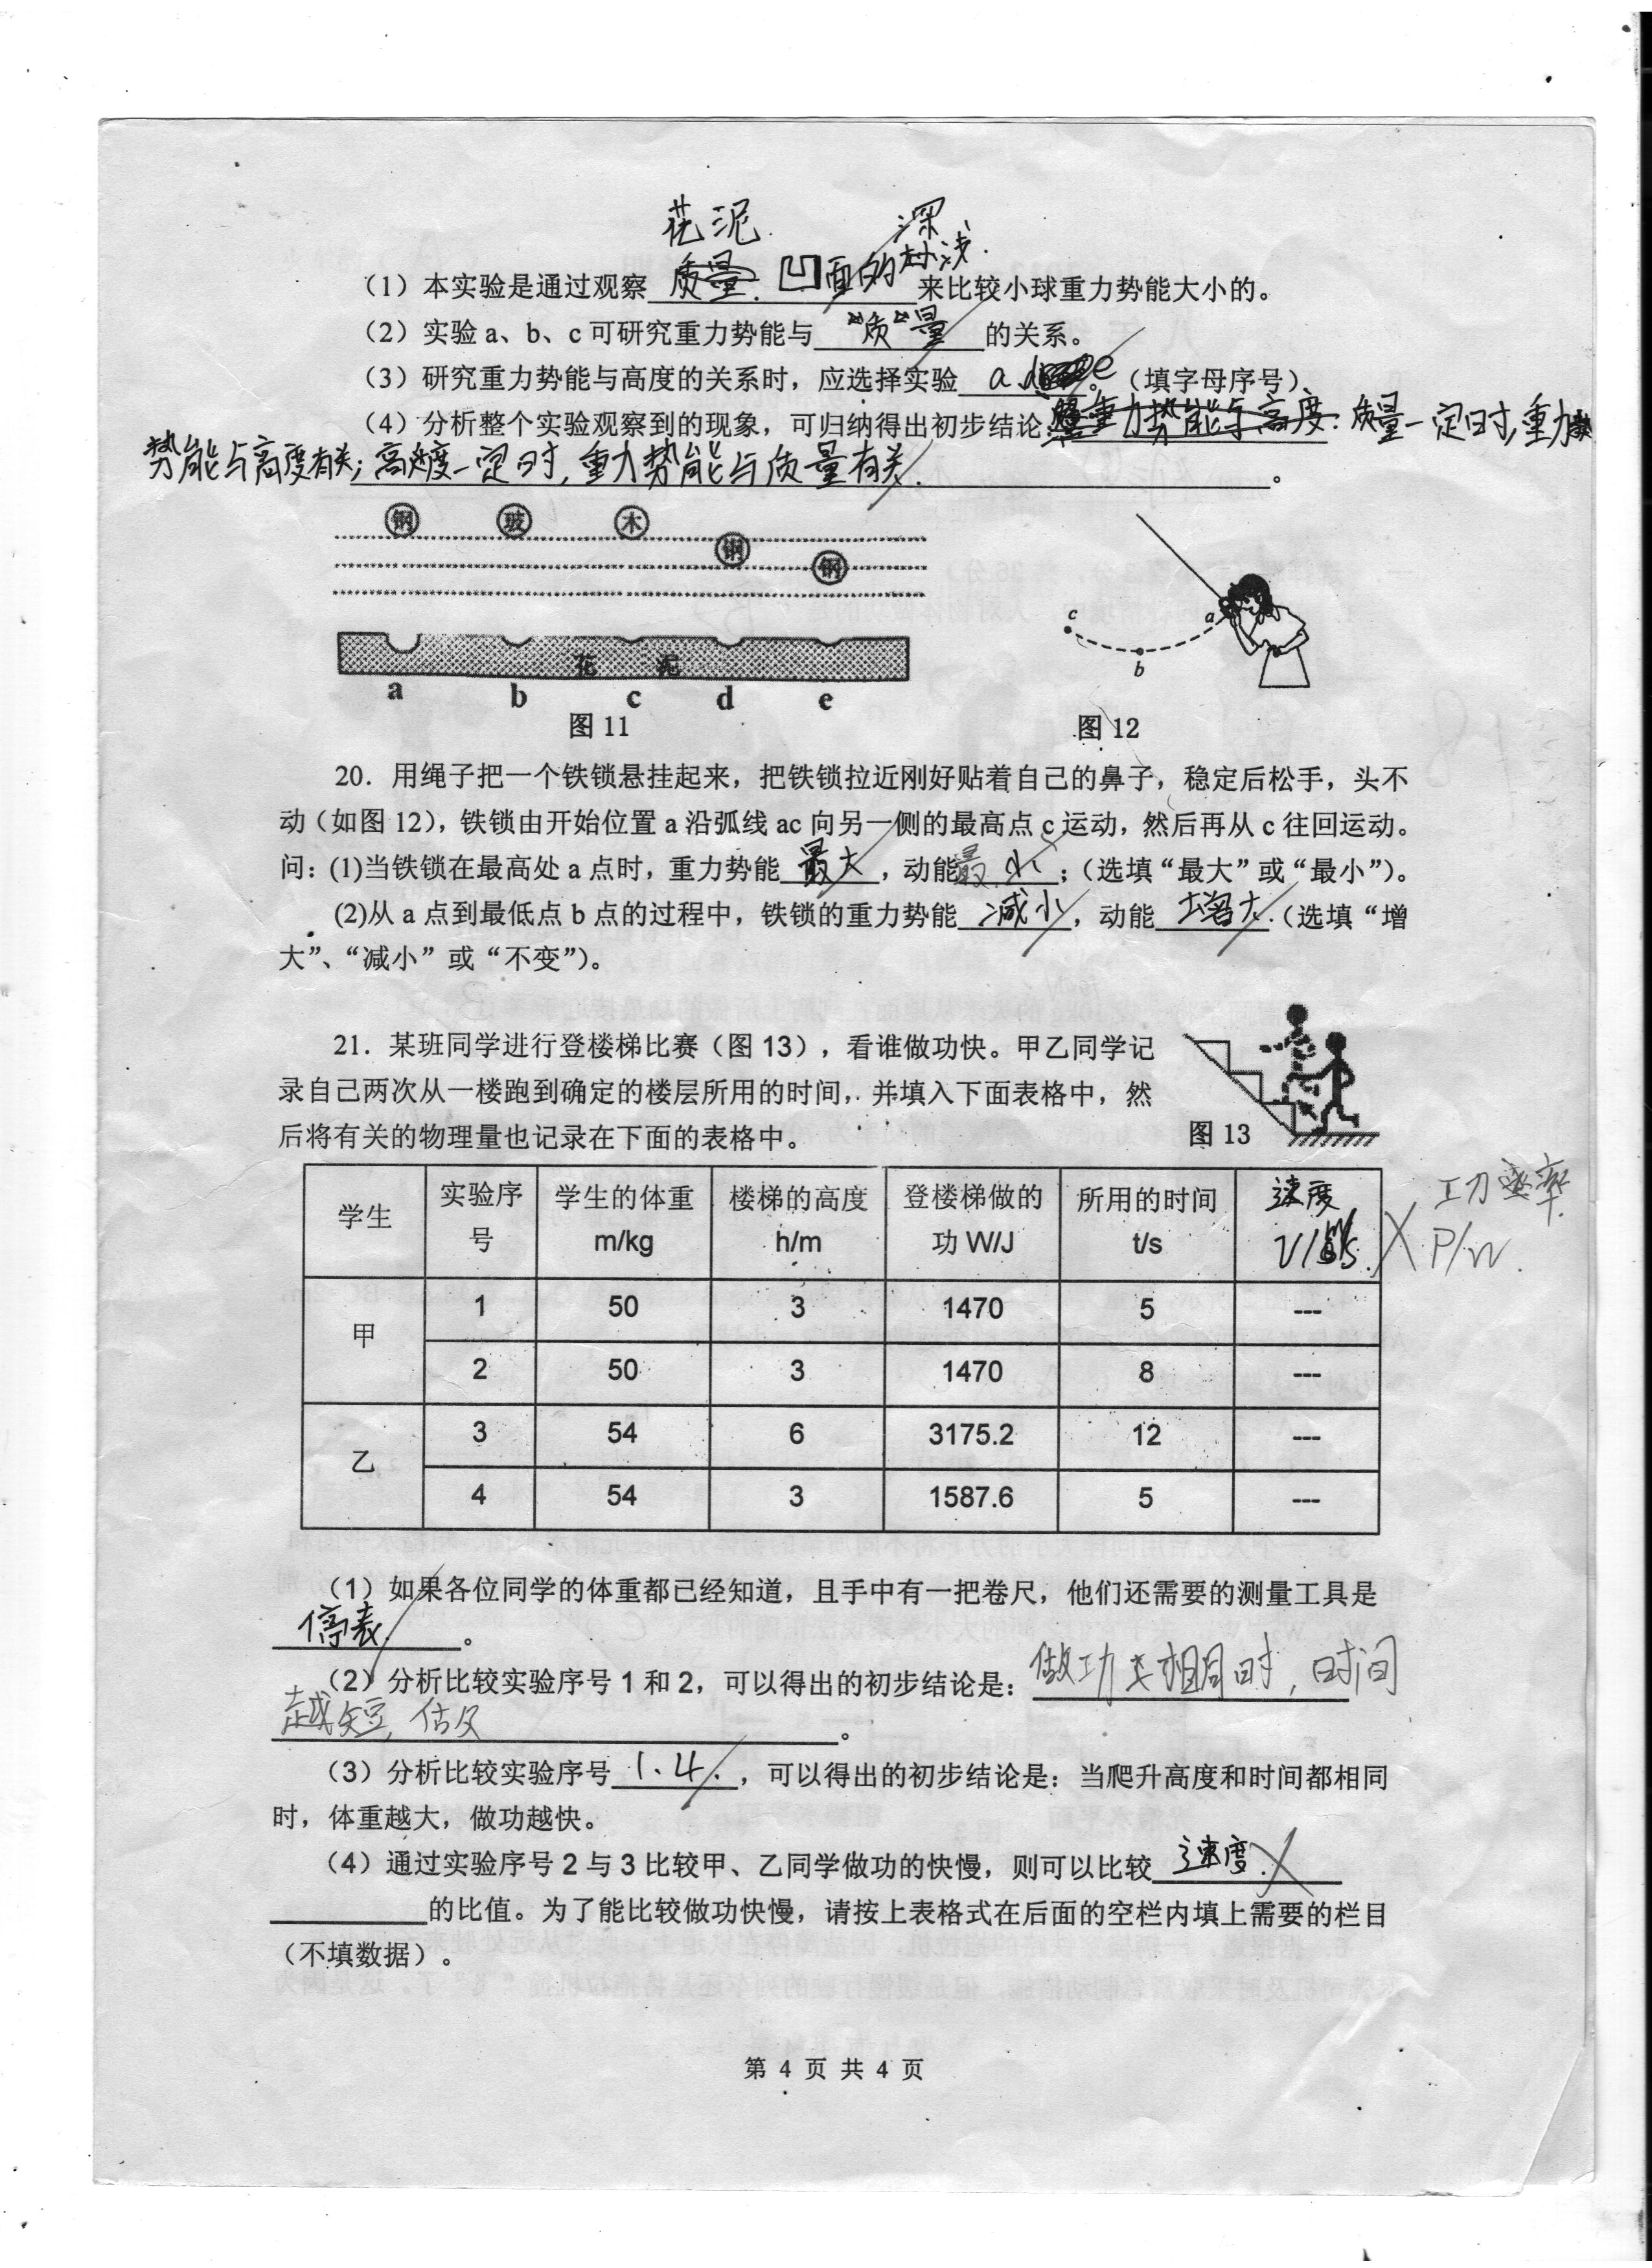 花泥. 深
（1）本实验是通过观察 质量. 凹面的 浅. 来比较小球重力势能大小的。
（2）实验 a、b、c 可研究重力势能与 "质"量 的关系。
（3）研究重力势能与高度的关系时，应选择实验 a d e 。（填字母序号）
（4）分析整个实验观察到的现象，可归纳得出初步结论: 重力势能与高度: 质量一定时,重力
势能与高度有关; 高度一定时,重力势能与质量有关. 。
钢 玻 木
钢 钢
花 泥
a b c d e
图 11
c a b
图 12
20．用绳子把一个铁锁悬挂起来，把铁锁拉近刚好贴着自己的鼻子，稳定后松手，头不
动（如图 12），铁锁由开始位置 a 沿弧线 ac 向另一侧的最高点 c 运动，然后再从 c 往回运动。
问：(1)当铁锁在最高处 a 点时，重力势能 最大 ，动能 最小 ；（选填“最大”或“最小”）。
(2)从 a 点到最低点 b 点的过程中，铁锁的重力势能 减小 ，动能 增大.（选填“增
大”、“减小”或“不变”）。
21．某班同学进行登楼梯比赛（图 13），看谁做功快。甲乙同学记
录自己两次从一楼跑到确定的楼层所用的时间，并填入下面表格中，然
后将有关的物理量也记录在下面的表格中。
图 13
学生 实验序号 学生的体重 m/kg 楼梯的高度 h/m 登楼梯做的功 W/J 所用的时间 t/s 速度 功率 P/w.
甲 1 50 3 1470 5 ---
2 50 3 1470 8 ---
乙 3 54 6 3175.2 12 ---
4 54 3 1587.6 5 ---
（1）如果各位同学的体重都已经知道，且手中有一把卷尺，他们还需要的测量工具是
停表. 。
（2）分析比较实验序号 1 和 2，可以得出的初步结论是： 做功相同时, 时间
越短, 。
（3）分析比较实验序号 1、4. ，可以得出的初步结论是：当爬升高度和时间都相同
时，体重越大，做功越快。
（4）通过实验序号 2 与 3 比较甲、乙同学做功的快慢，则可以比较 速度.
的比值。为了能比较做功快慢，请按上表格式在后面的空栏内填上需要的栏目
（不填数据）。
第 4 页 共 4 页